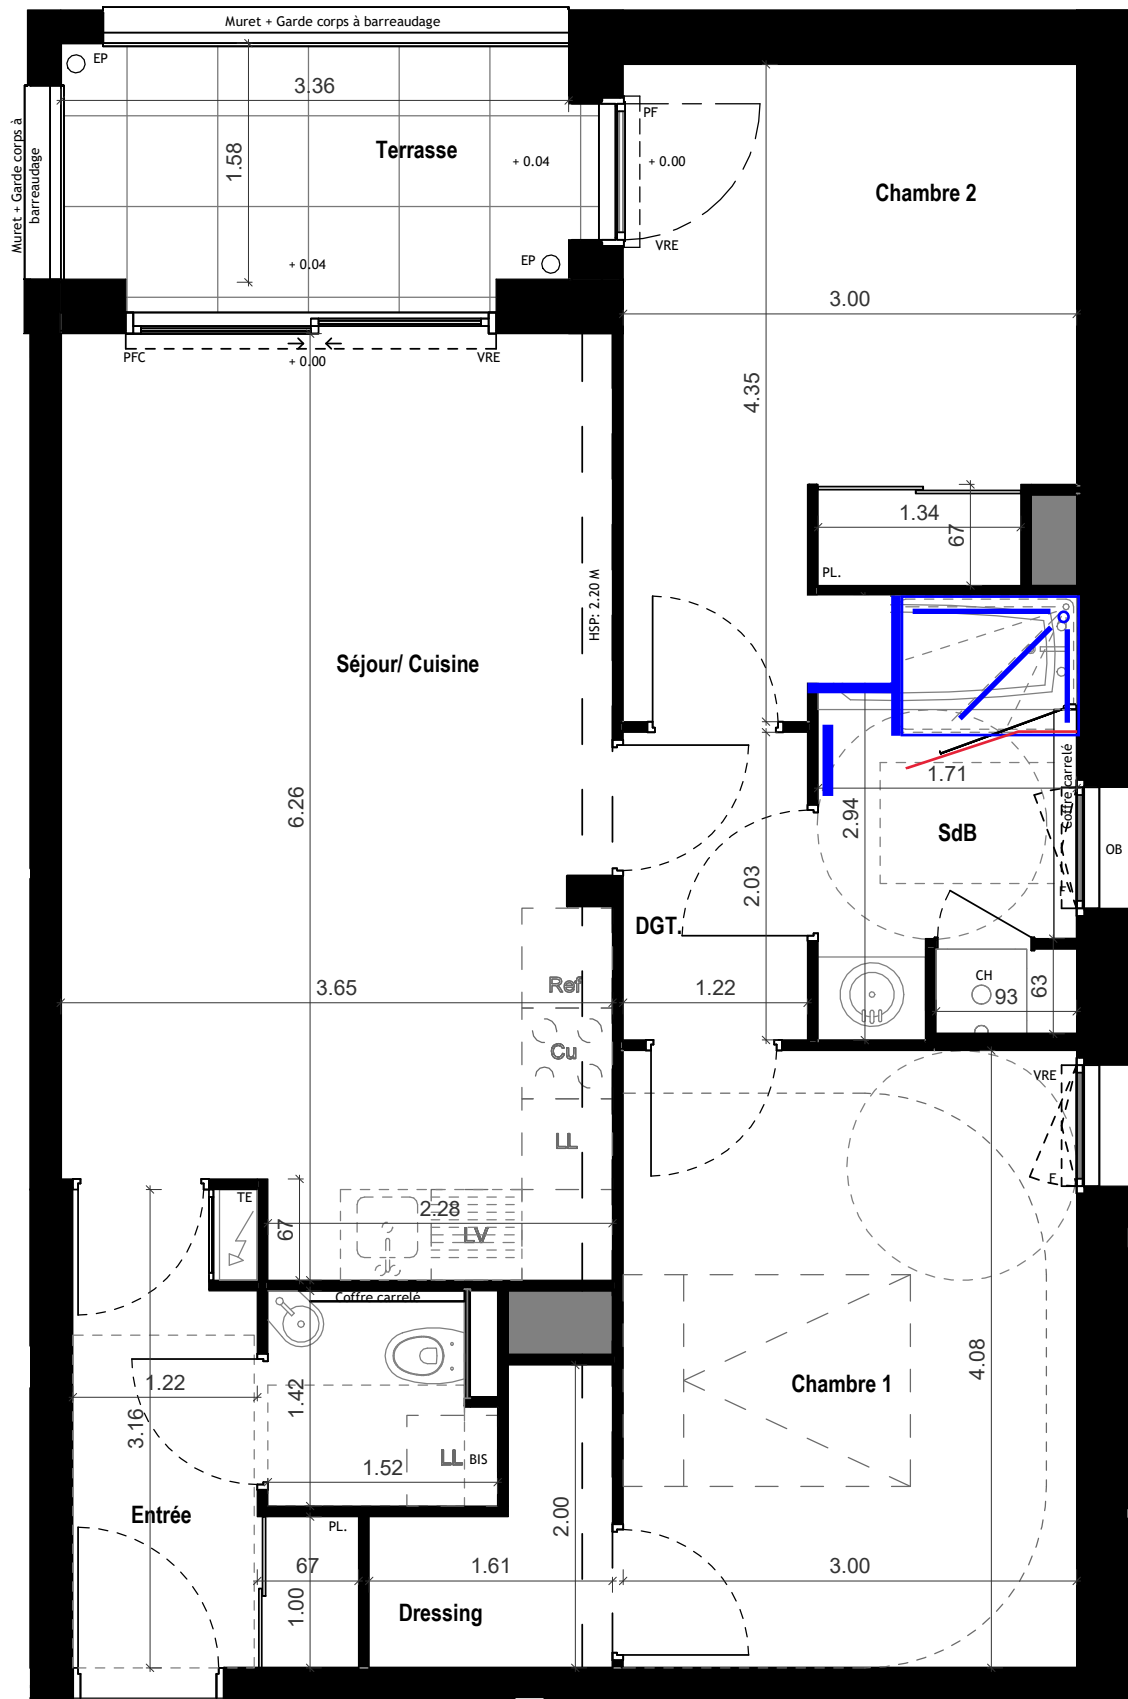 Muret + Garde corps à barreaudage
EP
3.36
PF
Muret + Garde corps à
barreaudage
1.58
Terrasse
+ 0.04
+ 0.00
Chambre 2
VRE
EP
+ 0.04
3.00
PFC
VRE
+ 0.00
4.35
1.34
67
PL.
HSP: 2.20 M
Séjour/ Cuisine
Coffre carrelé
1.71
6.26
2.94
SdB
OB
F
2.03
DGT.
3.65
Ref
1.22
CH
93
63
Cu
VRE
LL
F
TE
67
2.28
LV
Coffre carrelé
4.08
1.22
1.42
Chambre 1
3.16
LL BIS
1.52
Entrée
PL.
2.00
67
1.61
3.00
1.00
Dressing